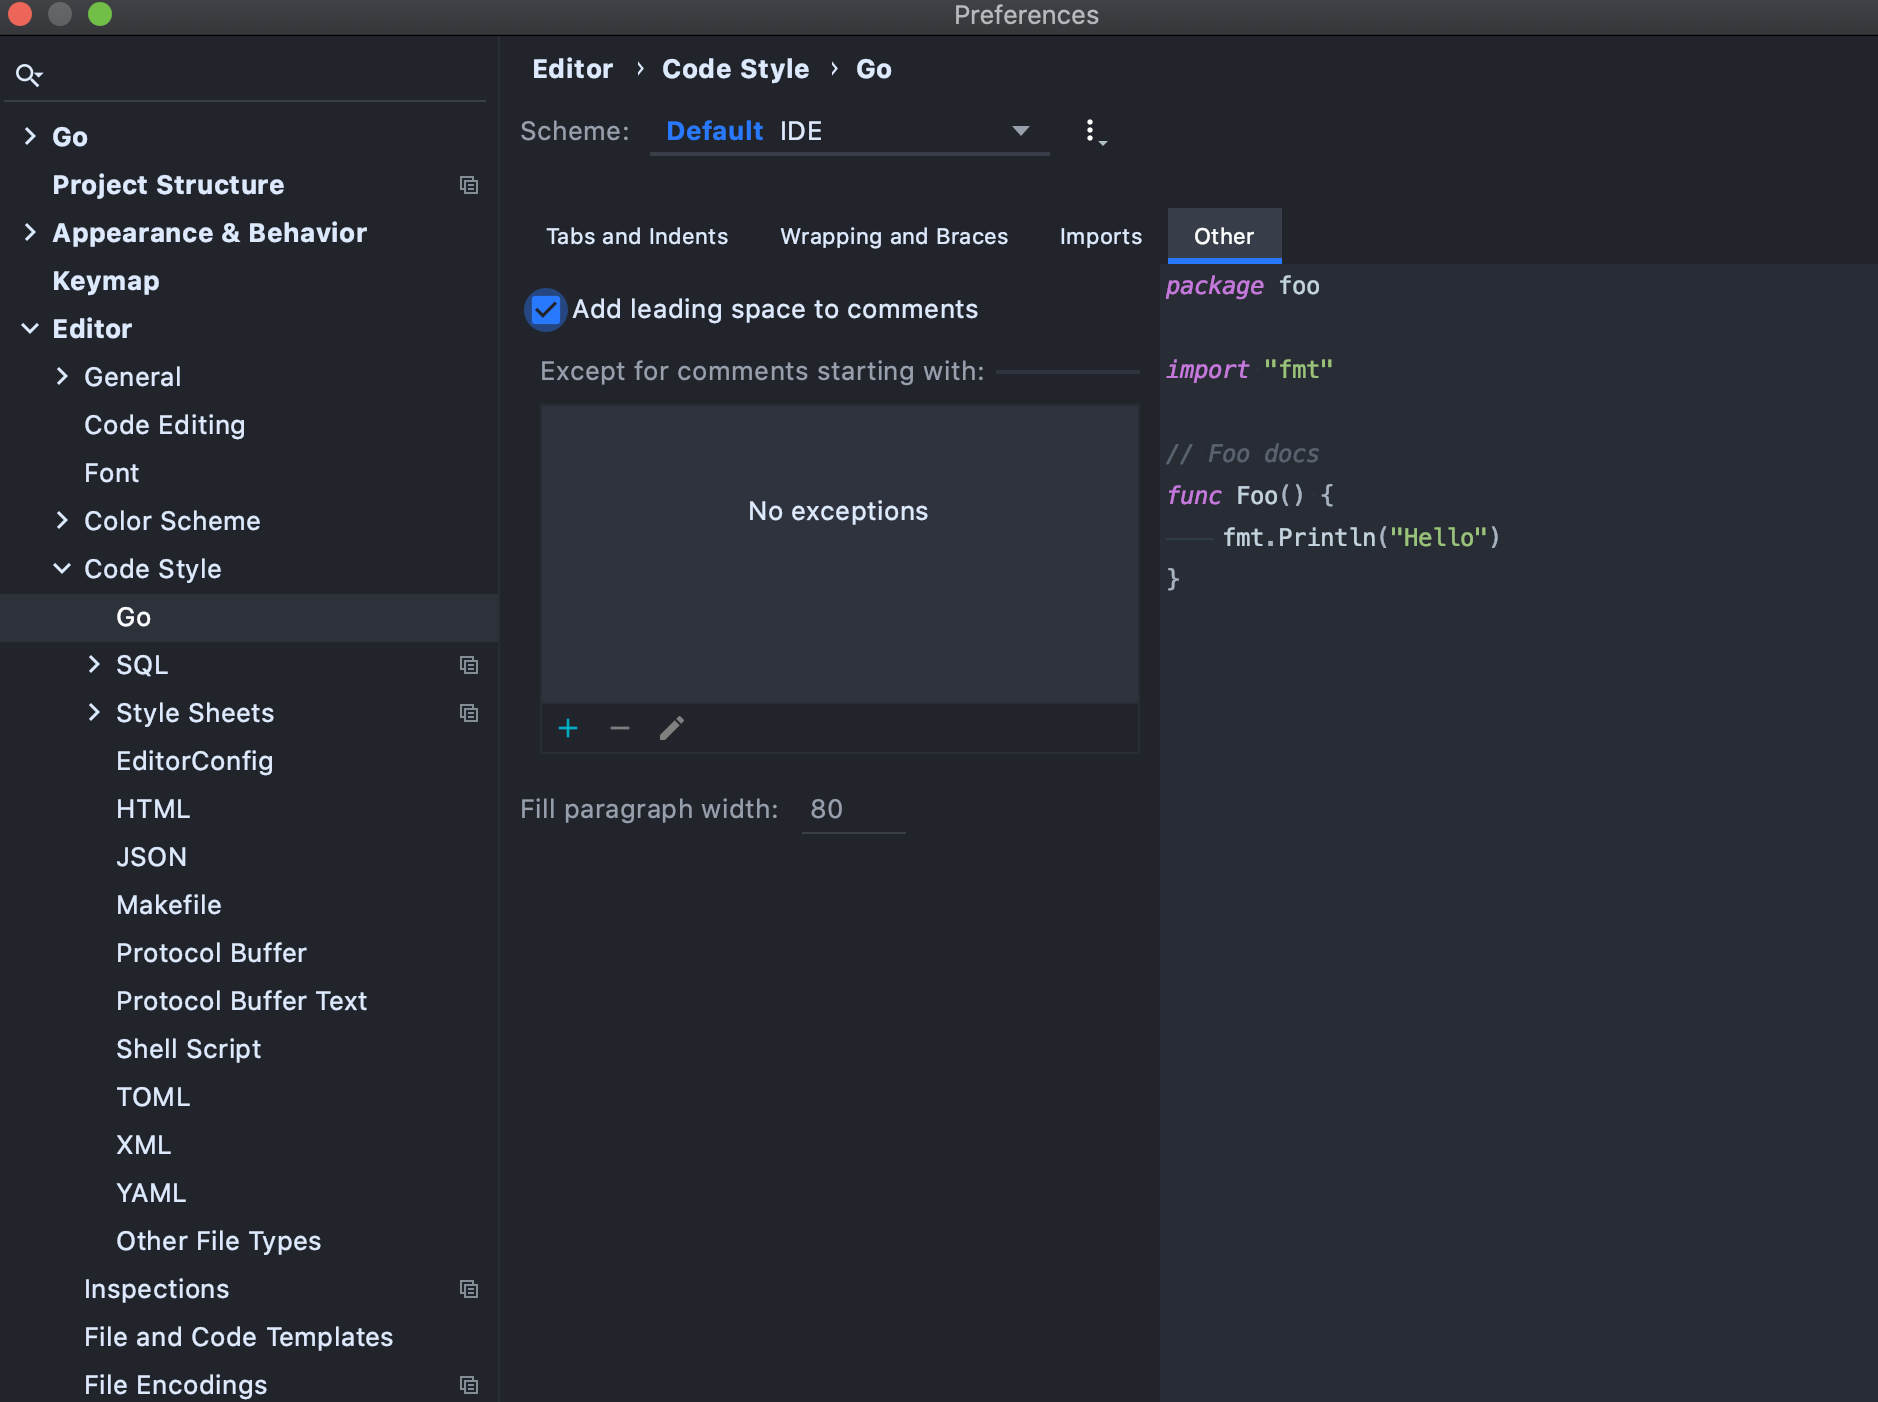 Preferences
Go
Project Structure
Appearance & Behavior
Keymap
Editor
General
Code Editing
Font
Color Scheme
Code Style
Go
SQL
Style Sheets
EditorConfig
HTML
JSON
Makefile
Protocol Buffer
Protocol Buffer Text
Shell Script
TOML
XML
YAML
Other File Types
Inspections
File and Code Templates
File Encodings
Editor › Code Style › Go
Scheme: Default IDE
Tabs and Indents Wrapping and Braces Imports Other
Add leading space to comments
Except for comments starting with:
No exceptions
Fill paragraph width: 80
package foo
import "fmt"
// Foo docs
func Foo() {
fmt.Println("Hello")
}